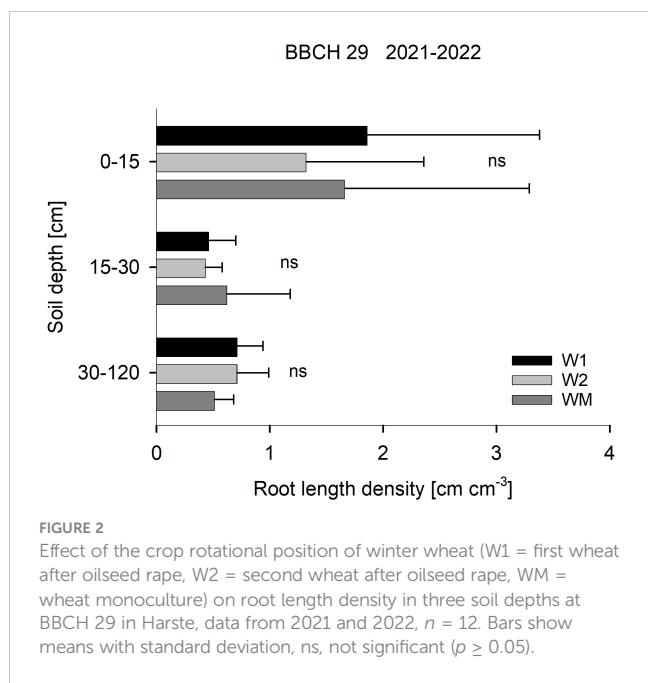 BBCH 29   2021-2022
Soil depth [cm]
0-15
ns
15-30
ns
30-120
ns
W1
W2
WM
0 1 2 3 4
Root length density [cm cm⁻³]
FIGURE 2
Effect of the crop rotational position of winter wheat (W1 = first wheat
after oilseed rape, W2 = second wheat after oilseed rape, WM =
wheat monoculture) on root length density in three soil depths at
BBCH 29 in Harste, data from 2021 and 2022, n = 12. Bars show
means with standard deviation, ns, not significant (p ≥ 0.05).